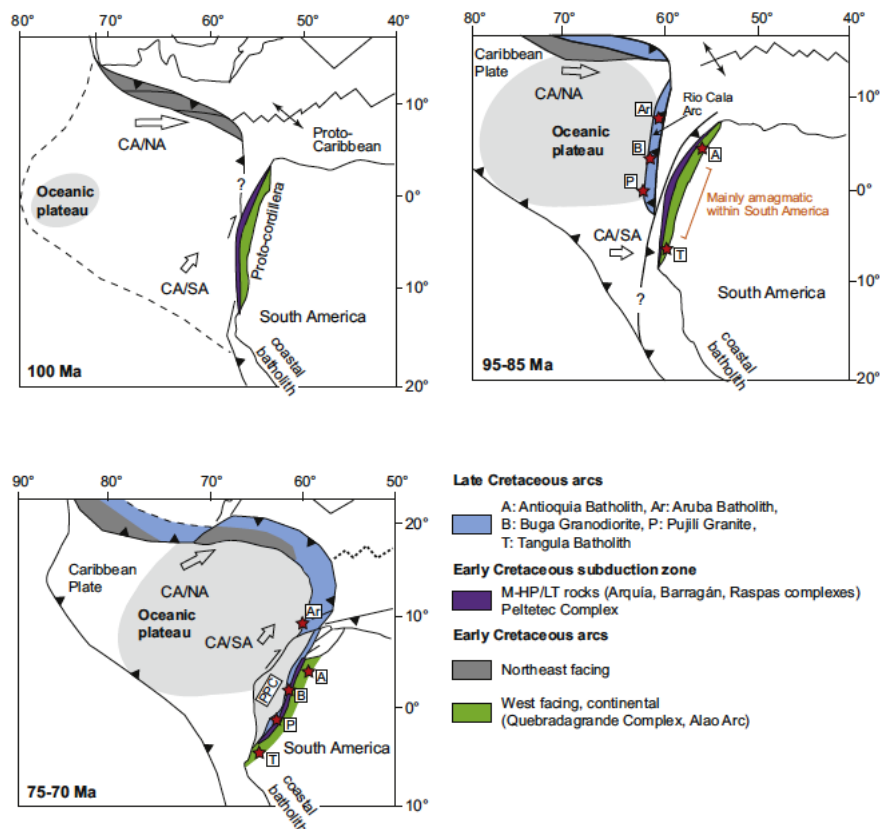 80° 70° 60° 50° 40°
10°
0°
10°
20°
CA/NA
Proto-
Caribbean
Oceanic
plateau
?
Proto-cordillera
CA/SA
South America
coastal
batholith
100 Ma
80° 70° 60° 50° 40°
10°
0°
10°
20°
Caribbean
Plate
CA/NA
Ar
Rio Cala
Arc
Oceanic
plateau
B
A
P
Mainly amagmatic
within South America
CA/SA
T
?
South America
coastal
batholith
95-85 Ma
90° 80° 70° 60° 50°
20°
10°
0°
10°
Caribbean
Plate
CA/NA
Oceanic
plateau
Ar
CA/SA
A
PPC
B
P
South America
T
coastal
batholith
75-70 Ma
Late Cretaceous arcs
A: Antioquia Batholith, Ar: Aruba Batholith,
B: Buga Granodiorite, P: Pujilí Granite,
T: Tangula Batholith
Early Cretaceous subduction zone
M-HP/LT rocks (Arquía, Barragán, Raspas complexes)
Peltetec Complex
Early Cretaceous arcs
Northeast facing
West facing, continental
(Quebradagrande Complex, Alao Arc)